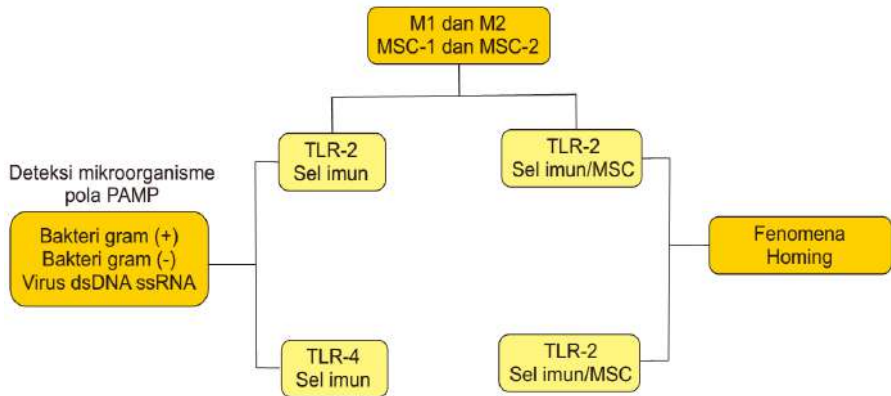 M1 dan M2
MSC-1 dan MSC-2
TLR-2
Sel imun
TLR-2
Sel imun/MSC
Deteksi mikroorganisme
pola PAMP
Bakteri gram (+)
Bakteri gram (-)
Virus dsDNA ssRNA
Fenomena
Homing
TLR-4
Sel imun
TLR-2
Sel imun/MSC